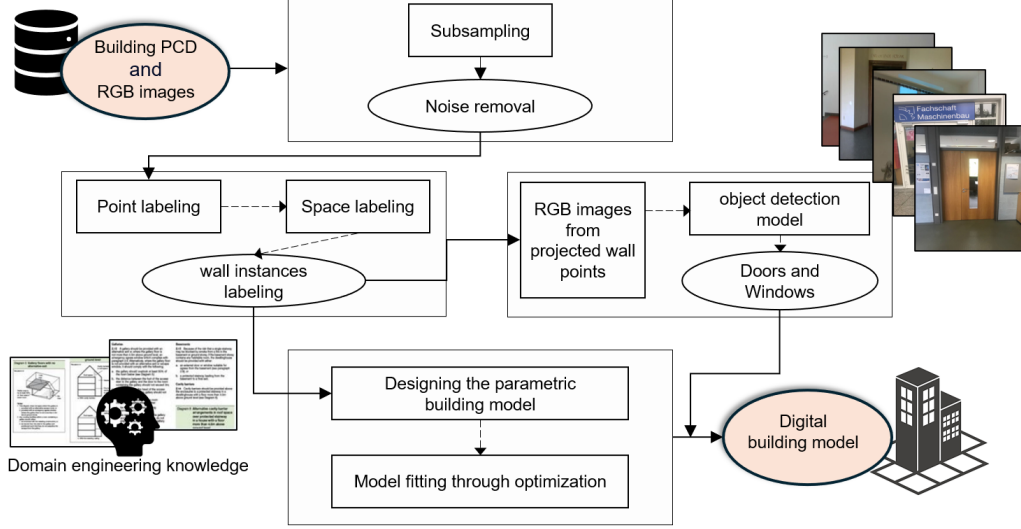 Building PCD
and
RGB images
Subsampling
Noise removal
Fachschaft
Maschinenbau
Point labeling
Space labeling
wall instances
labeling
RGB images
from
projected wall
points
object detection
model
Doors and
Windows
Domain engineering knowledge
Designing the parametric
building model
Model fitting through optimization
Digital
building model